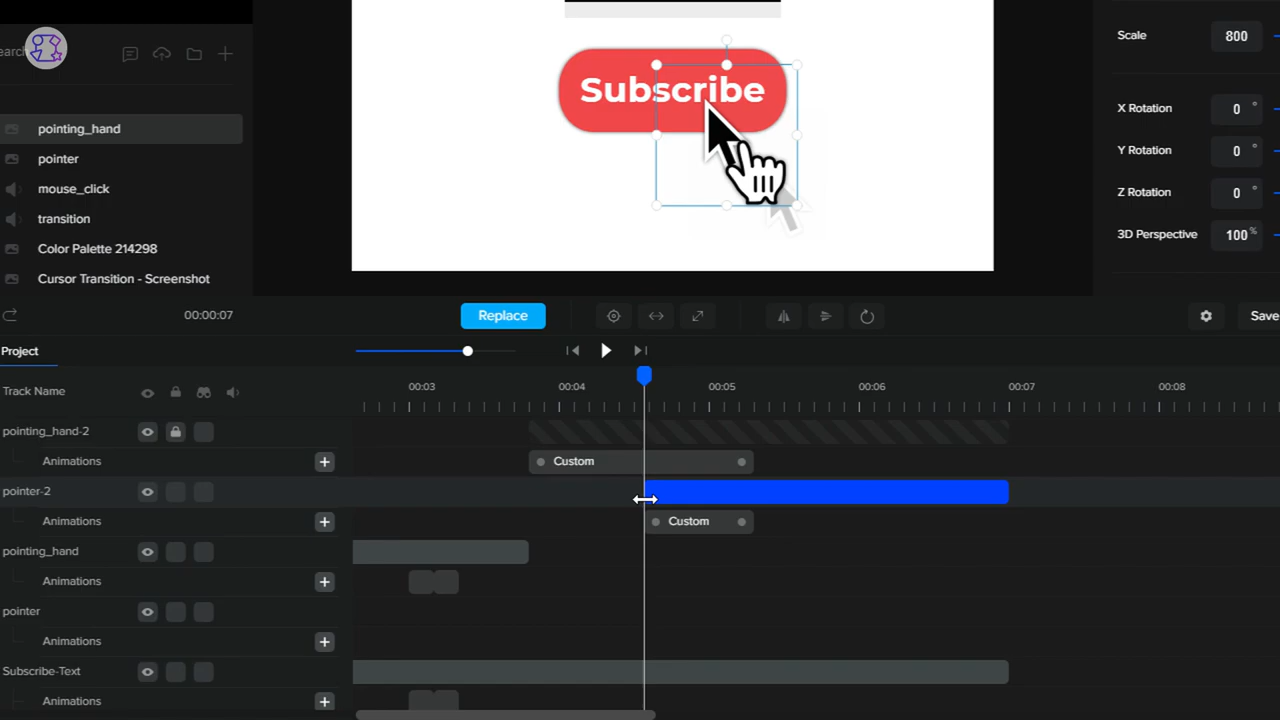 Scale 800
earch
Subscribe
X Rotation 0 °
pointing_hand
Y Rotation 0 °
pointer
mouse_click
Z Rotation 0 °
transition
3D Perspective 100 %
Color Palette 214298
Cursor Transition - Screenshot
00:00:07 Replace Save
Project
Track Name 00:03 00:04 00:05 00:06 00:07 00:08
pointing_hand-2
Animations Custom
pointer-2
Animations Custom
pointing_hand
Animations
pointer
Animations
Subscribe-Text
Animations